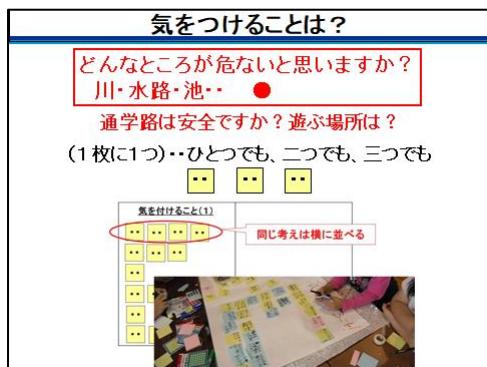 気をつけることは?
どんなところが危ないと思いますか?
川・水路・池・・ ●
通学路は安全ですか?遊ぶ場所は?
(1枚に1つ)・・ひとつでも、二つでも、三つでも
気を付けること(1)
同じ考えは横に並べる